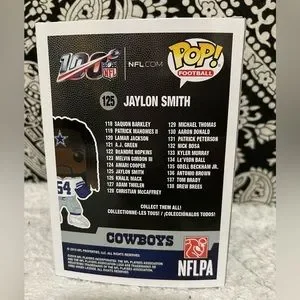 100
NFL
NFL.COM
POP!
FOOTBALL
125 JAYLON SMITH
118 SAQUON BARKLEY
119 PATRICK MAHOMES II
120 LAMAR JACKSON
121 A.J. GREEN
122 DEANDRE HOPKINS
123 MELVIN GORDON III
124 AMARI COOPER
125 JAYLON SMITH
126 KHALIL MACK
127 ADAM THIELEN
128 CHRISTIAN MCCAFFREY
129 MICHAEL THOMAS
130 AARON DONALD
131 PATRICK PETERSON
132 NICK BOSA
133 KYLER MURRAY
134 LE'VEON BELL
135 ODELL BECKHAM JR.
136 ANTONIO BROWN
137 TOM BRADY
138 DREW BREES
COLLECT THEM ALL!
COLLECTIONNE-LES TOUS! / ¡COLECCIÓNALOS TODOS!
54
COWBOYS
NFLPA